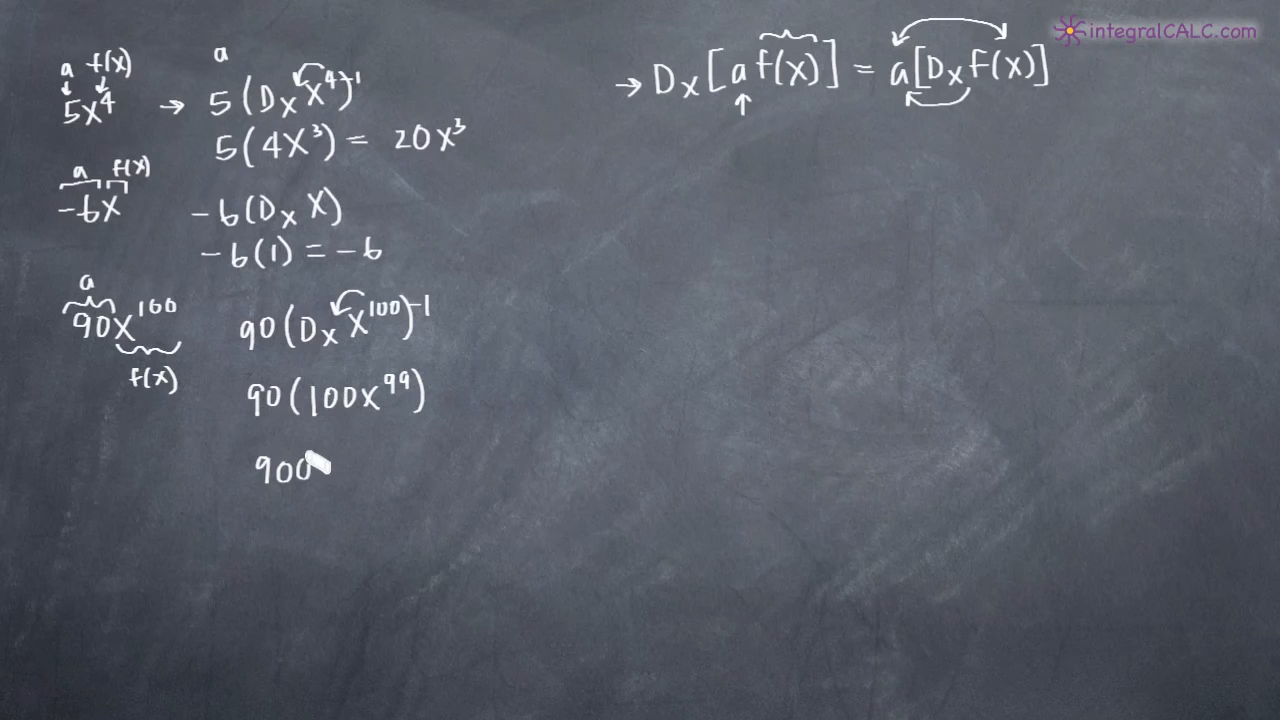 integralCALC.com
→ Dx [a f(x)] = a[Dx f(x)]
a f(x)
5x⁴ →
a
5(Dx x⁴)⁻¹
5(4x³) = 20x³
a f(x)
-6x
-6(Dx x)
-6(1) = -6
a
90x¹⁰⁰
f(x)
90(Dx x¹⁰⁰)⁻¹
90(100x⁹⁹)
900